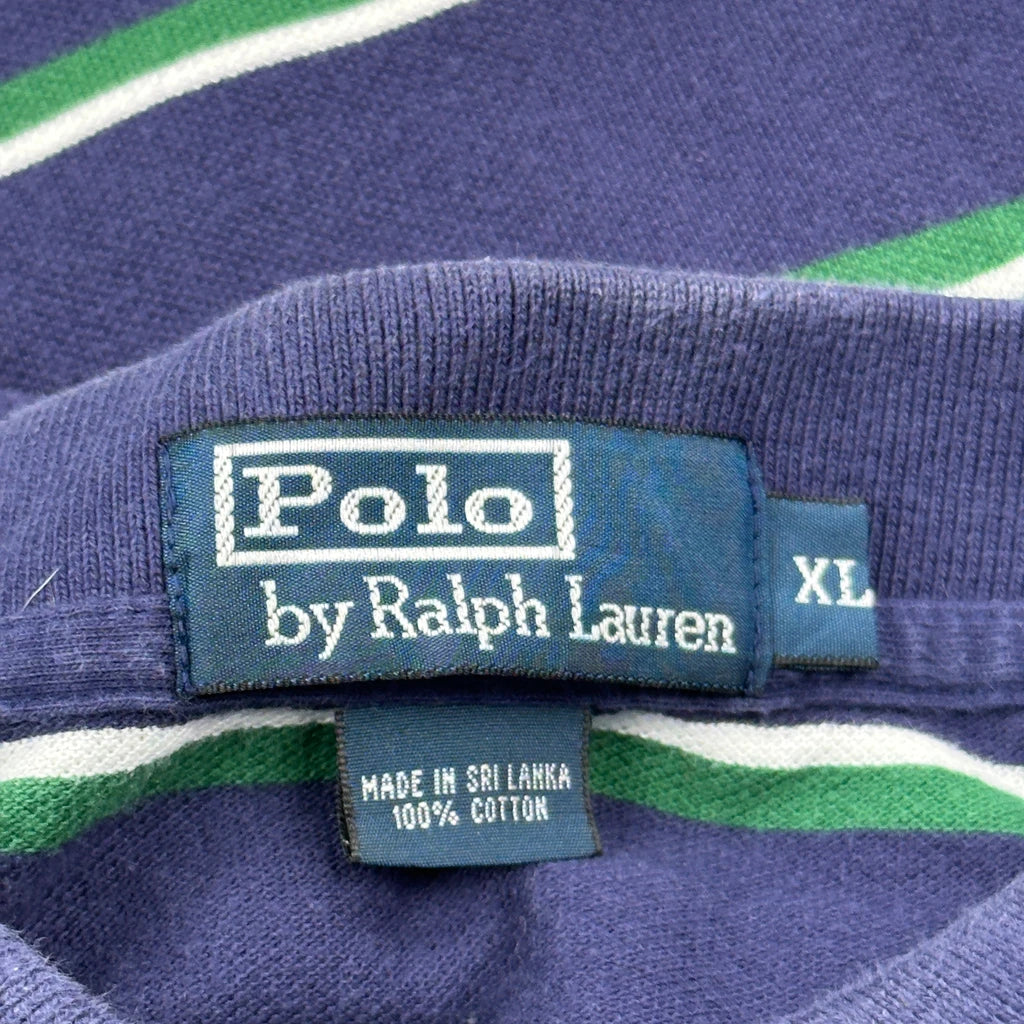 Polo
by Ralph Lauren
XL
MADE IN SRI LANKA
100% COTTON